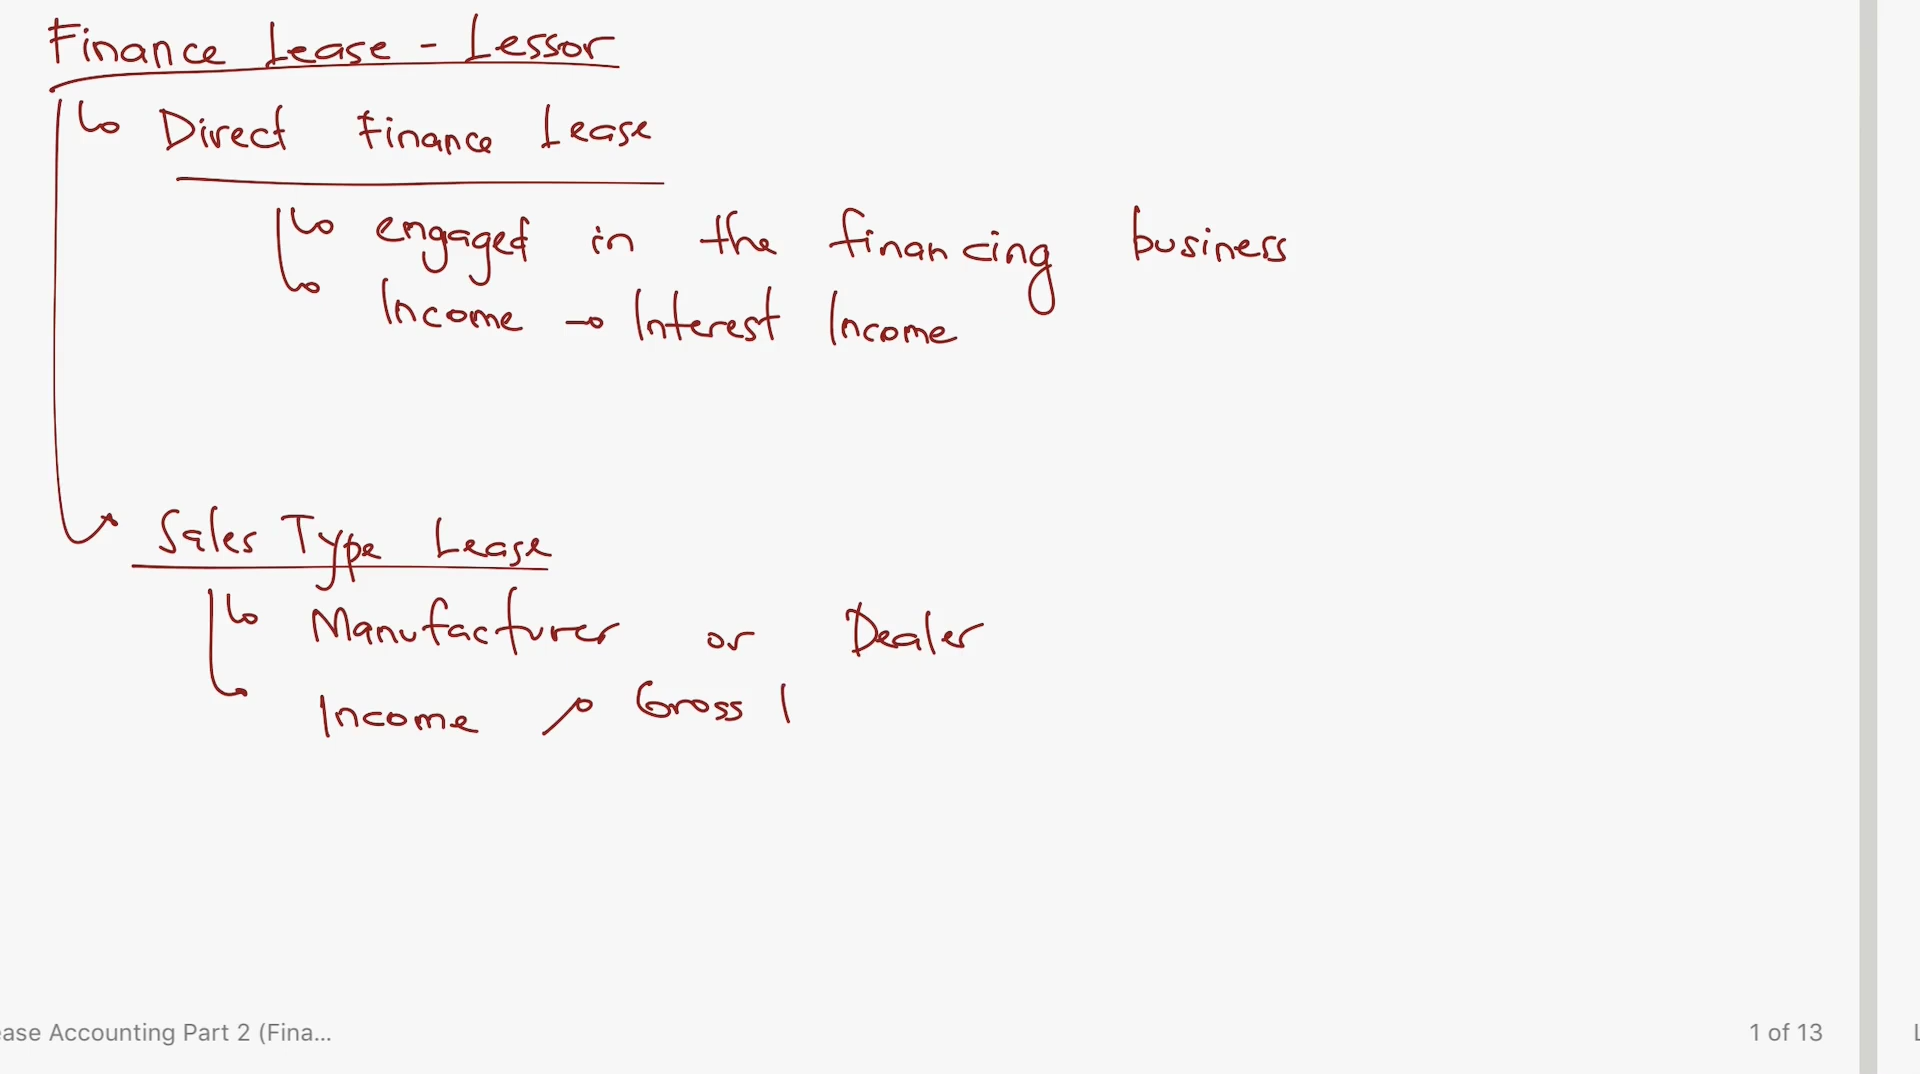 Finance Lease - Lessor
Direct Finance Lease
engaged in the financing business
Income → Interest Income
Sales Type Lease
Manufacturer or Dealer
Income → Gross
ease Accounting Part 2 (Fina...
1 of 13